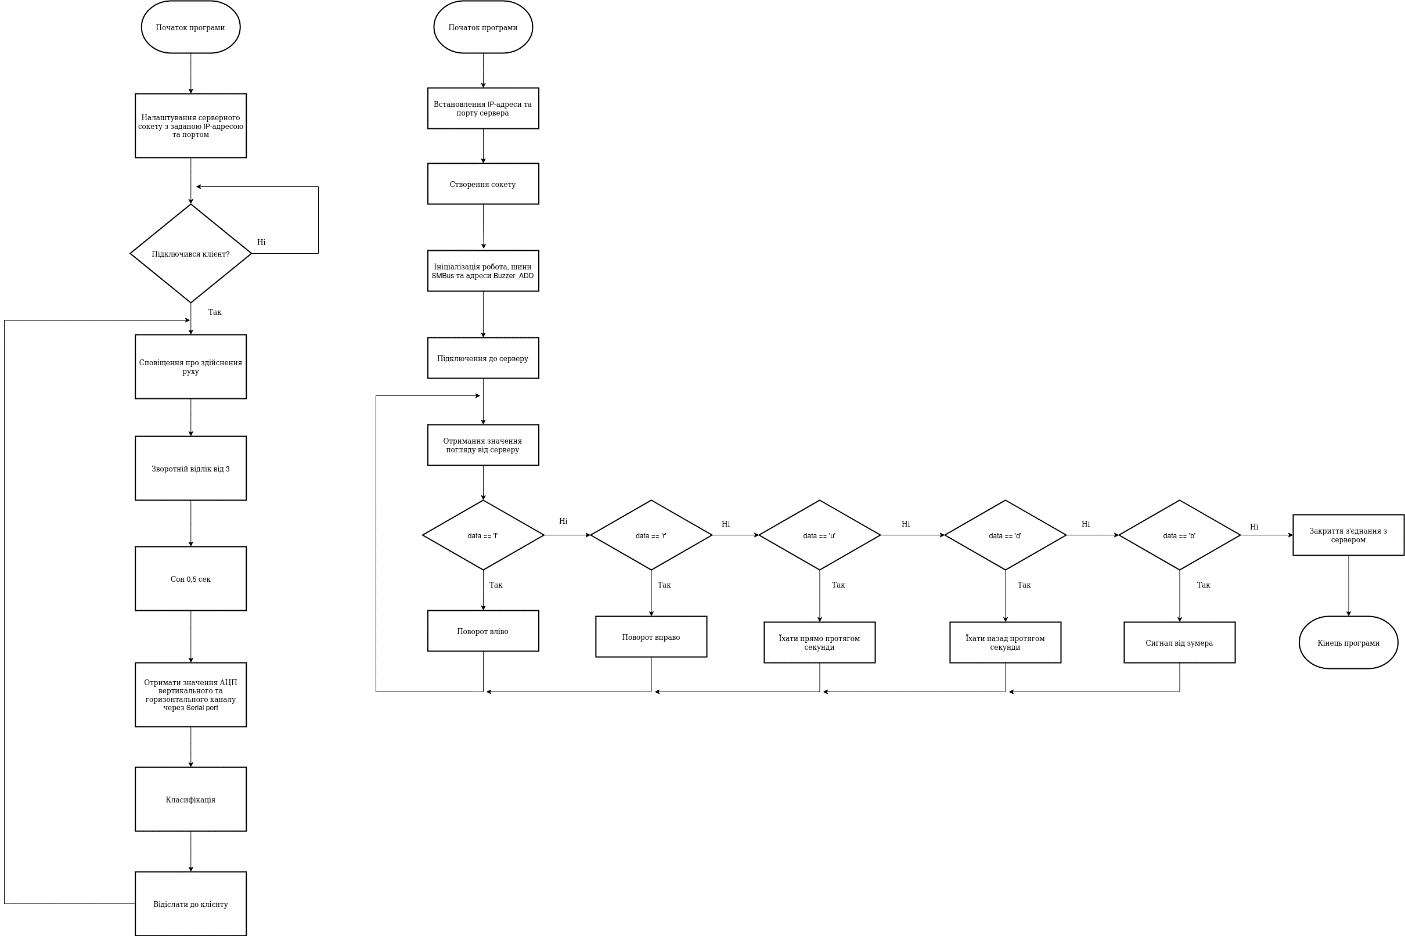 Початок програми
Налаштування серверного
сокету з заданою IP-адресою
та портом
Підключився клієнт?
Ні
Так
Сповіщення про здійснення
руху
Зворотній відлік від 3
Сон 0,5 сек
Отримати значення АЦП
вертикального та
горизонтального каналу
через Serial port
Класифікація
Відіслати до клієнту
Початок програми
Встановлення IP-адреси та
порту сервера
Створення сокету
Ініціалізація робота, шини
SMBus та адреси Buzzer_ADD
Підключення до серверу
Отримання значення
погляду від серверу
data == 'l'
Ні
Так
Поворот вліво
data == 'r'
Ні
Так
Поворот вправо
data == 'u'
Ні
Так
Їхати прямо протягом
секунди
data == 'd'
Ні
Так
Їхати назад протягом
секунди
data == 'b'
Ні
Так
Сигнал від зумера
Закриття з'єднання з
сервером
Кінець програми